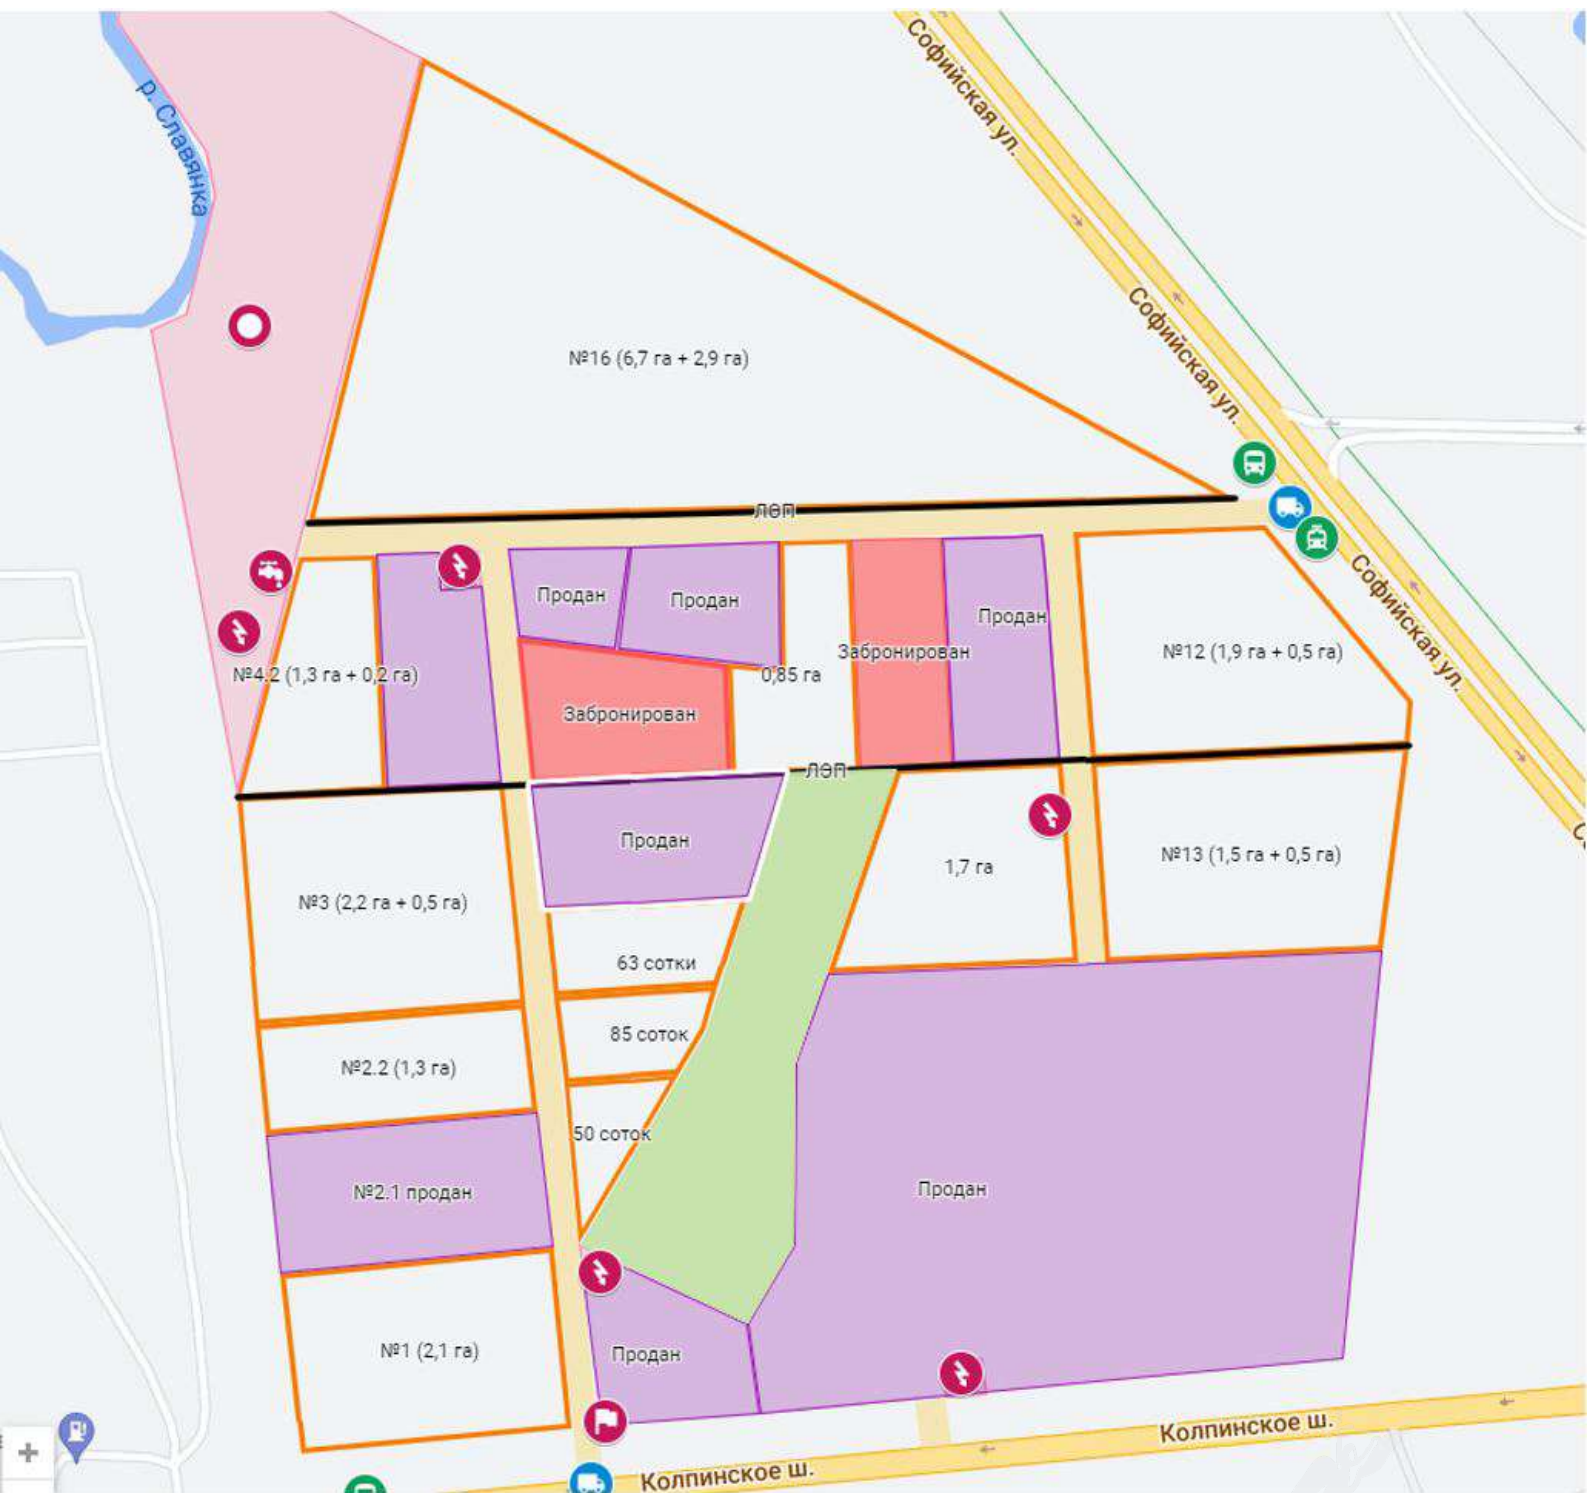 Софийская ул.
р. Славянка
Софийская ул.
№16 (6,7 га + 2,9 га)
ЛЭП
Софийская ул.
Продан
Продан
Продан
Забронирован
№12 (1,9 га + 0,5 га)
№4.2 (1,3 га + 0,2 га)
0,85 га
Забронирован
ЛЭП
Продан
№13 (1,5 га + 0,5 га)
1,7 га
№3 (2,2 га + 0,5 га)
63 сотки
85 соток
№2.2 (1,3 га)
50 соток
№2.1 продан
Продан
№1 (2,1 га)
Продан
Колпинское ш.
Колпинское ш.
+